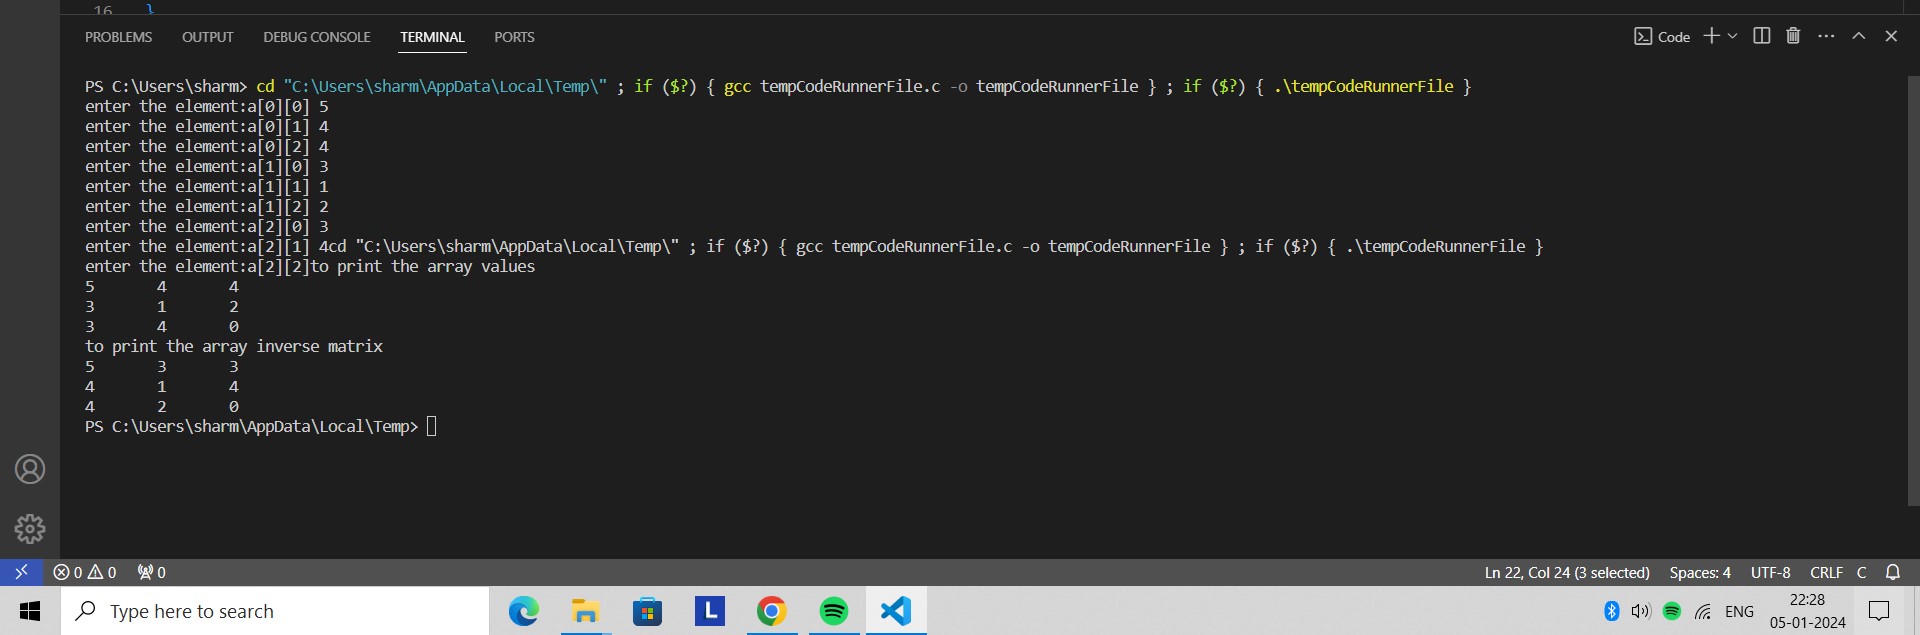 16 }
PROBLEMS OUTPUT DEBUG CONSOLE TERMINAL PORTS Code
PS C:\Users\sharm> cd "C:\Users\sharm\AppData\Local\Temp\" ; if ($?) { gcc tempCodeRunnerFile.c -o tempCodeRunnerFile } ; if ($?) { .\tempCodeRunnerFile }
enter the element:a[0][0] 5
enter the element:a[0][1] 4
enter the element:a[0][2] 4
enter the element:a[1][0] 3
enter the element:a[1][1] 1
enter the element:a[1][2] 2
enter the element:a[2][0] 3
enter the element:a[2][1] 4cd "C:\Users\sharm\AppData\Local\Temp\" ; if ($?) { gcc tempCodeRunnerFile.c -o tempCodeRunnerFile } ; if ($?) { .\tempCodeRunnerFile }
enter the element:a[2][2]to print the array values
5 4 4
3 1 2
3 4 0
to print the array inverse matrix
5 3 3
4 1 4
4 2 0
PS C:\Users\sharm\AppData\Local\Temp>
0 0 0 Ln 22, Col 24 (3 selected) Spaces: 4 UTF-8 CRLF C
Type here to search L ENG 22:28
05-01-2024